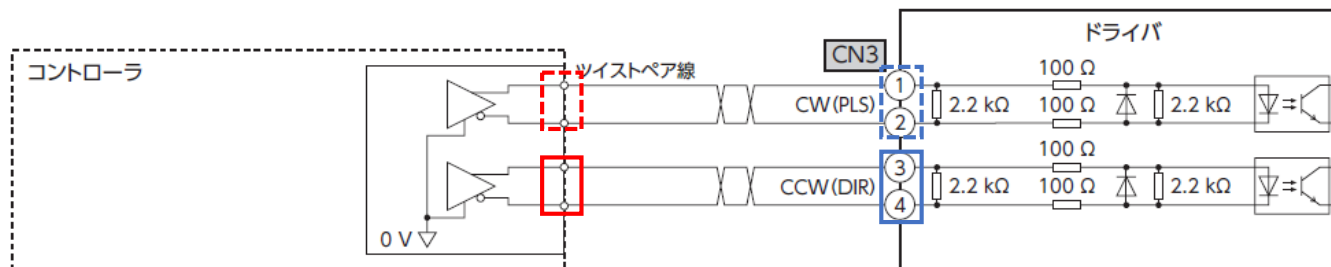 ドライバ
コントローラ
ツイストペア線
CN3
100 Ω
1
CW(PLS)
2.2 kΩ
100 Ω
2.2 kΩ
2
100 Ω
3
CCW(DIR)
2.2 kΩ
100 Ω
2.2 kΩ
4
0 V